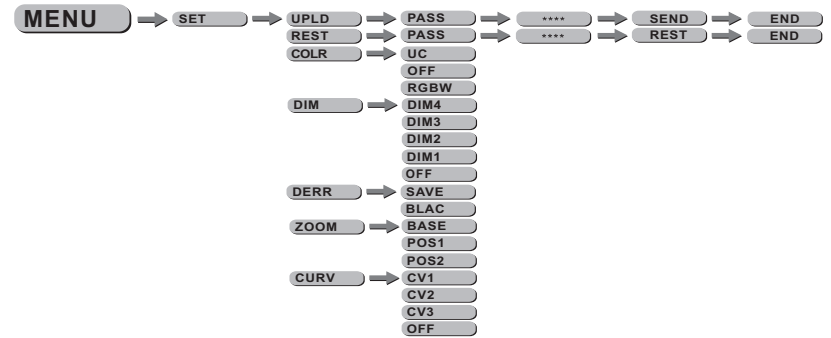 MENU SET UPLD PASS **** SEND END
REST PASS **** REST END
COLR UC
OFF
RGBW
DIM DIM4
DIM3
DIM2
DIM1
OFF
DERR SAVE
BLAC
ZOOM BASE
POS1
POS2
CURV CV1
CV2
CV3
OFF